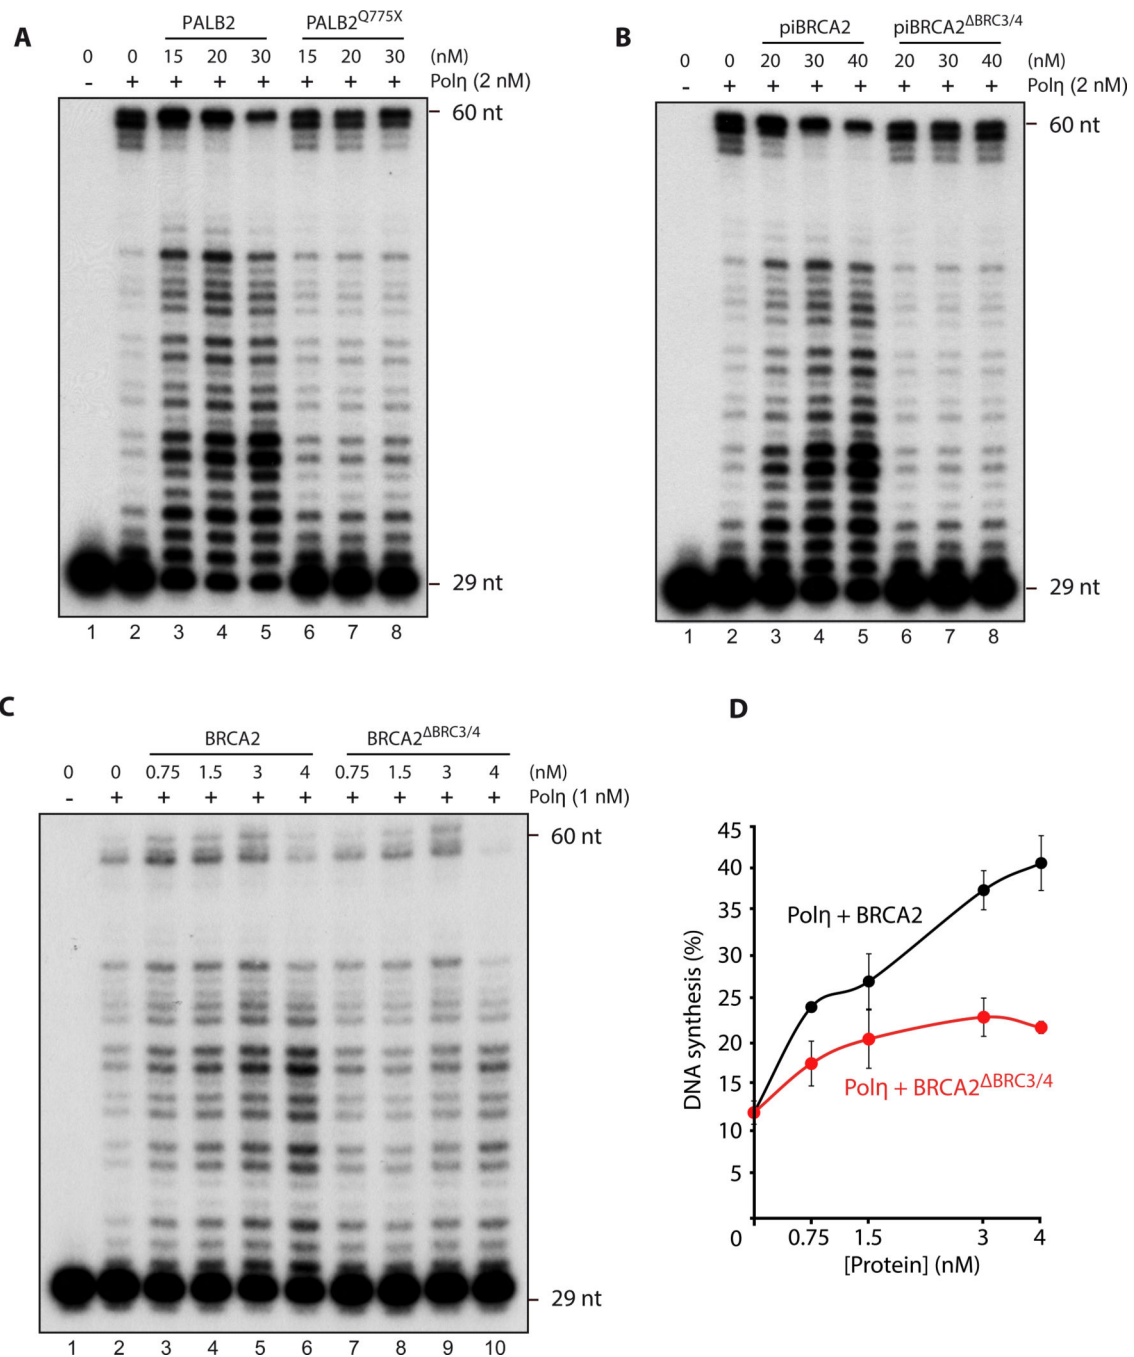 A
PALB2 PALB2Q775X
0 0 15 20 30 15 20 30 (nM)
- + + + + + + + Polη (2 nM)
60 nt
29 nt
1 2 3 4 5 6 7 8
B
piBRCA2 piBRCA2ΔBRC3/4
0 0 20 30 40 20 30 40 (nM)
- + + + + + + + Polη (2 nM)
60 nt
29 nt
1 2 3 4 5 6 7 8
C
BRCA2 BRCA2ΔBRC3/4
0 0 0.75 1.5 3 4 0.75 1.5 3 4 (nM)
- + + + + + + + + + Polη (1 nM)
60 nt
29 nt
1 2 3 4 5 6 7 8 9 10
D
DNA synthesis (%)
45
40
35
30
25
20
15
10
5
0
Polη + BRCA2
Polη + BRCA2ΔBRC3/4
0.75 1.5 3 4
[Protein] (nM)